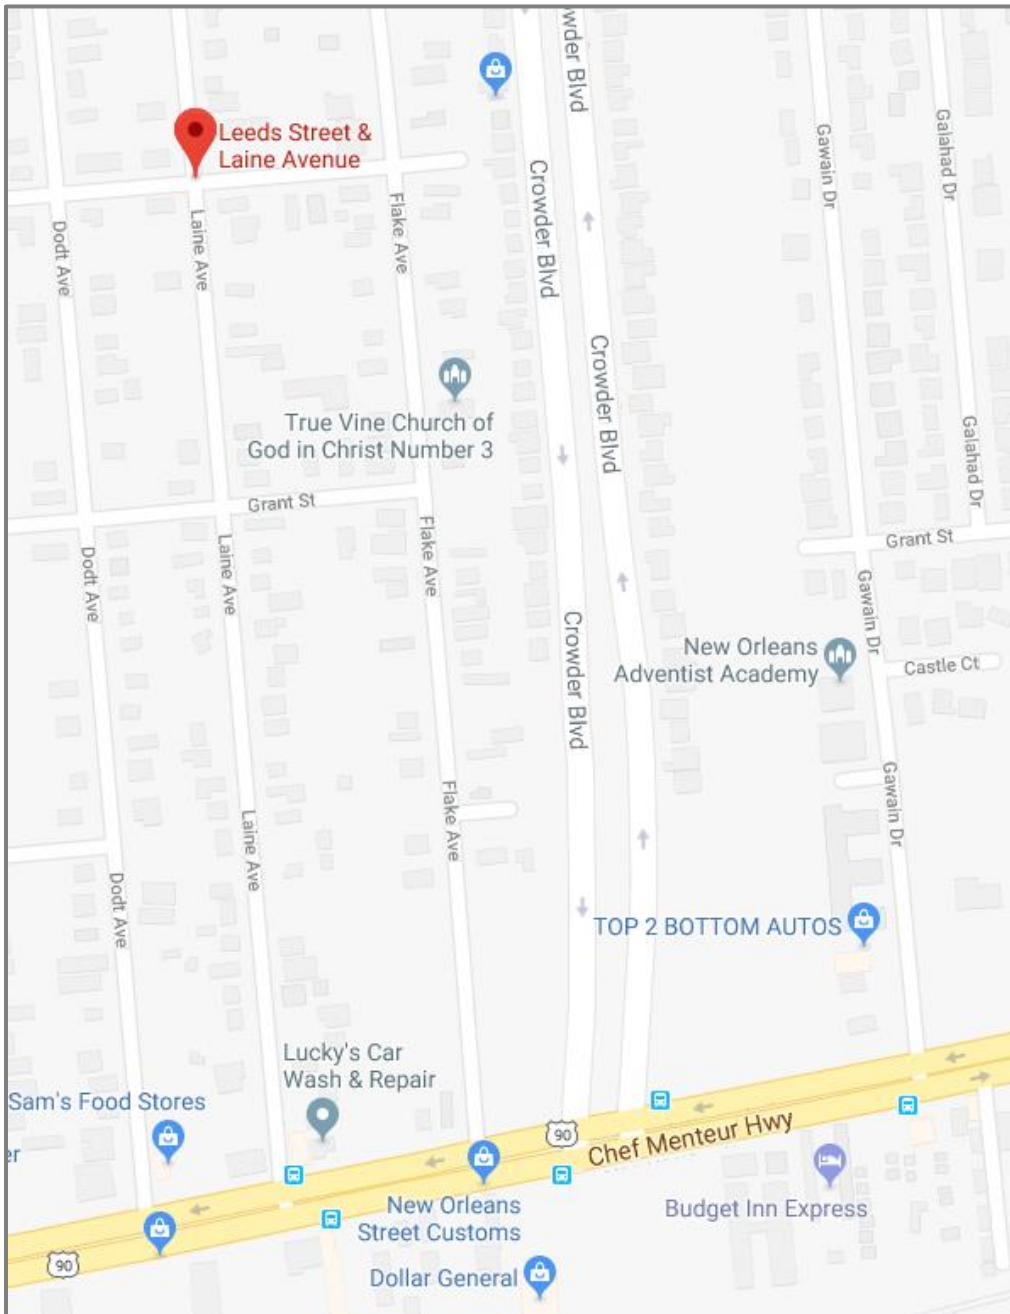 wder Blvd
Leeds Street &
Laine Avenue
Crowder Blvd
Gawain Dr
Galahad Dr
Dodt Ave
Laine Ave
Flake Ave
Crowder Blvd
True Vine Church of
God in Christ Number 3
Galahad Dr
Grant St
Grant St
Dodt Ave
Laine Ave
Flake Ave
Gawain Dr
Crowder Blvd
New Orleans
Adventist Academy
Castle Ct
Gawain Dr
Flake Ave
Laine Ave
Dodt Ave
TOP 2 BOTTOM AUTOS
Lucky's Car
Wash & Repair
Sam's Food Stores
er
90
Chef Menteur Hwy
New Orleans
Street Customs
Budget Inn Express
90
Dollar General